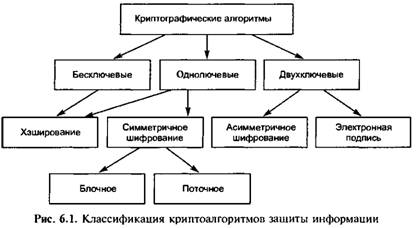 Криптографические алгоритмы
Бесключевые
Одноключевые
Двухключевые
Хэширование
Симметричное
шифрование
Асимметричное
шифрование
Электронная
подпись
Блочное
Поточное
Рис. 6.1. Классификация криптоалгоритмов защиты информации